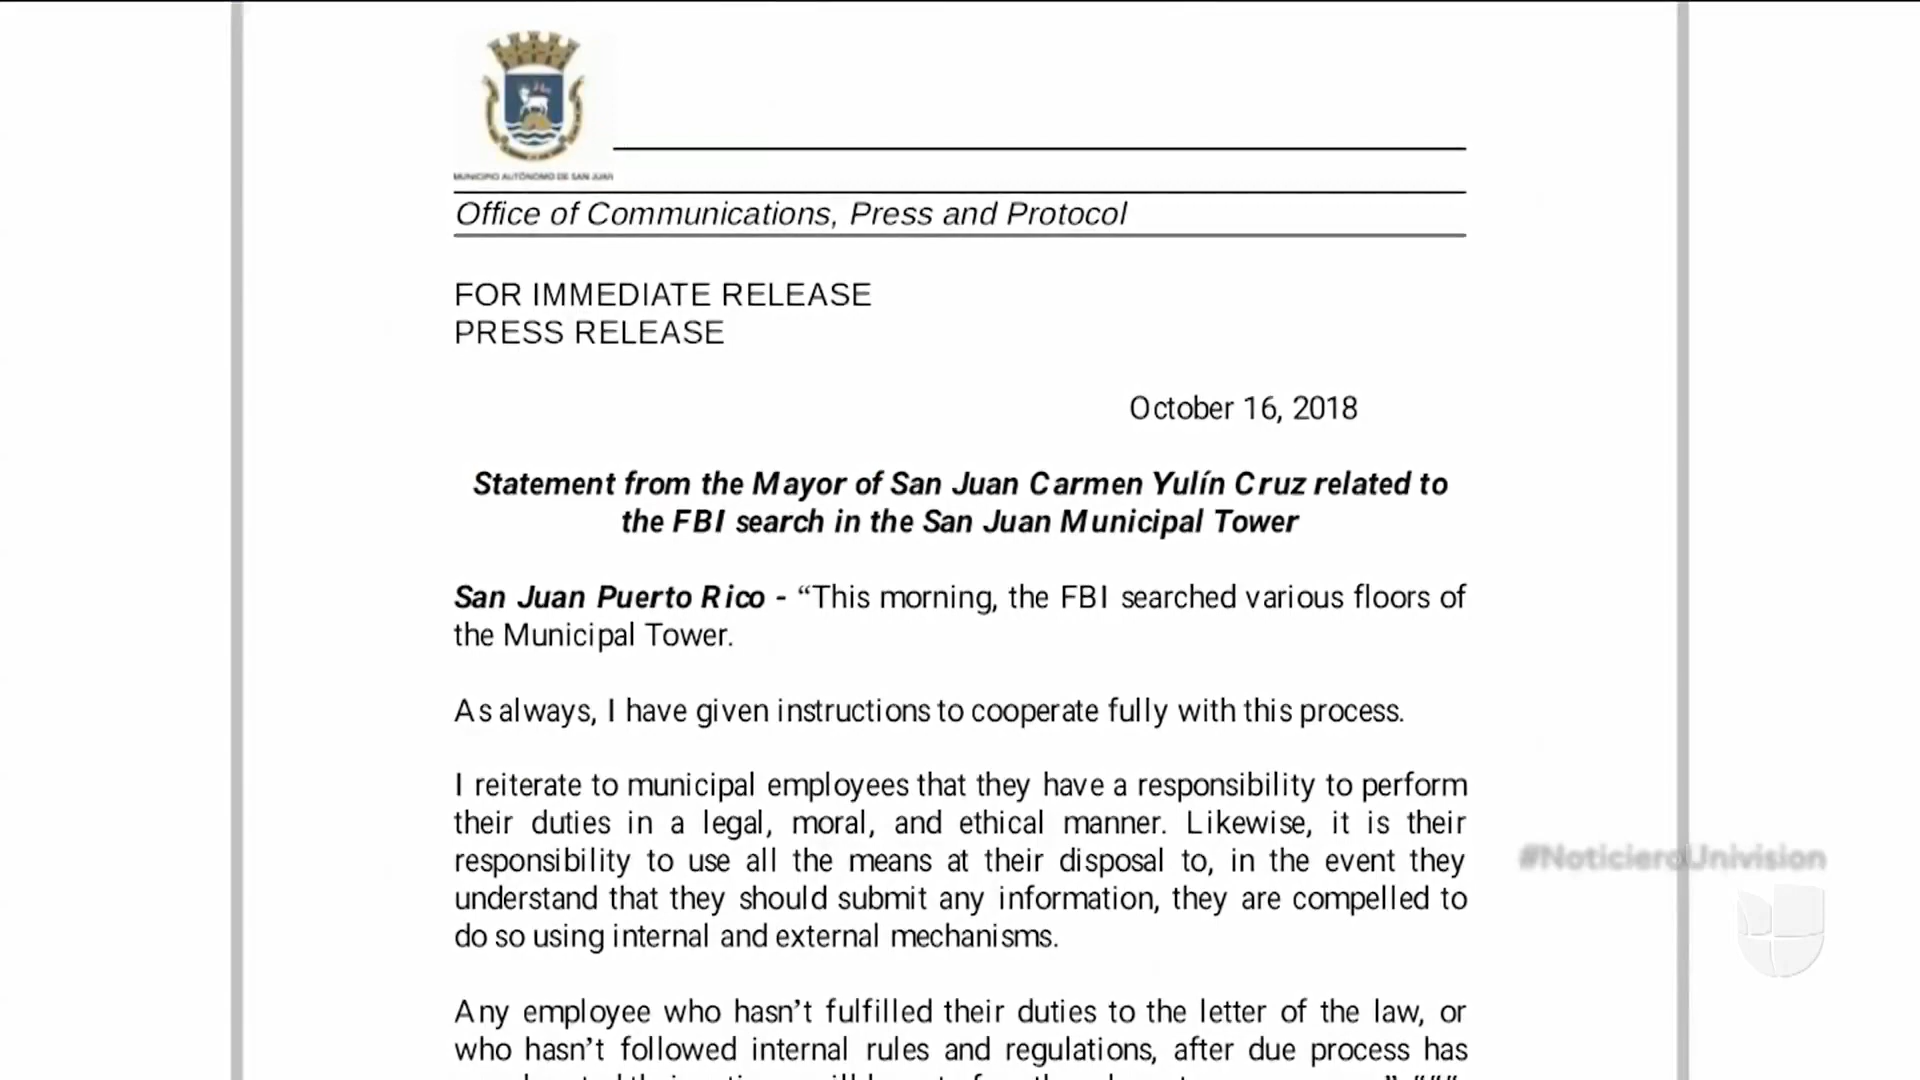 MUNICIPIO AUTÓNOMO DE SAN JUAN
Office of Communications, Press and Protocol
FOR IMMEDIATE RELEASE
PRESS RELEASE
October 16, 2018
Statement from the Mayor of San Juan Carmen Yulín Cruz related to
the FBI search in the San Juan Municipal Tower
San Juan Puerto Rico - “This morning, the FBI searched various floors of
the Municipal Tower.
As always, I have given instructions to cooperate fully with this process.
I reiterate to municipal employees that they have a responsibility to perform
their duties in a legal, moral, and ethical manner. Likewise, it is their
responsibility to use all the means at their disposal to, in the event they
understand that they should submit any information, they are compelled to
do so using internal and external mechanisms.
#NoticieroUnivision
Any employee who hasn’t fulfilled their duties to the letter of the law, or
who hasn’t followed internal rules and regulations, after due process has